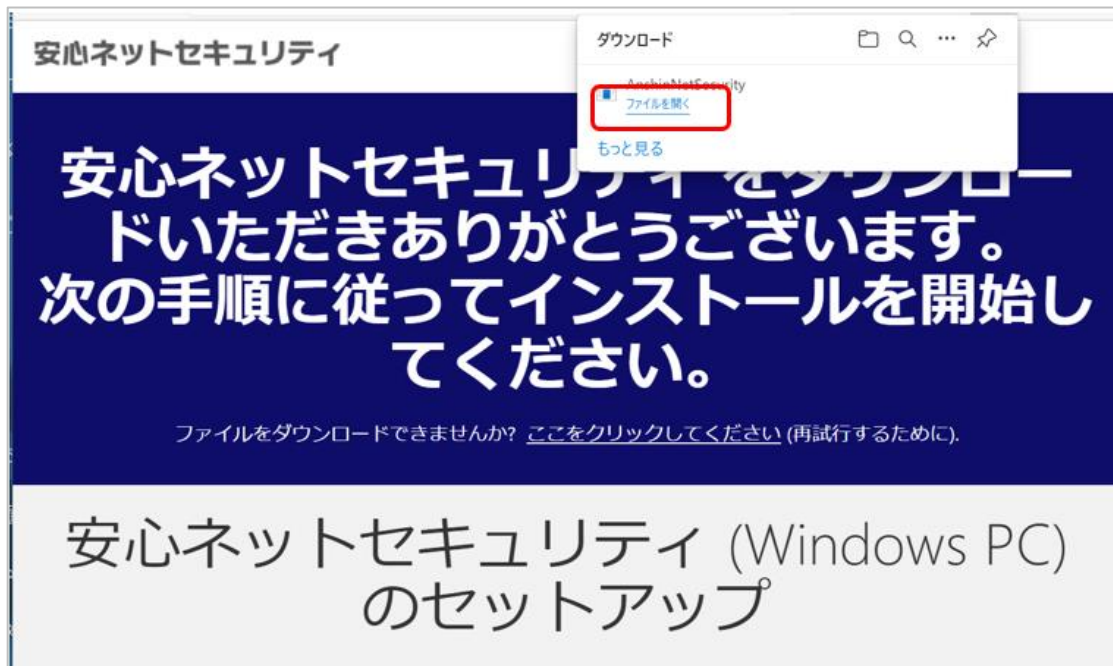 安心ネットセキュリティ
ダウンロード
AnshinNetSecurity
ファイルを開く
もっと見る
安心ネットセキュリティ をダウンロー
ドいただきありがとうございます。
次の手順に従ってインストールを開始し
てください。
ファイルをダウンロードできませんか? ここをクリックしてください (再試行するために).
安心ネットセキュリティ (Windows PC)
のセットアップ